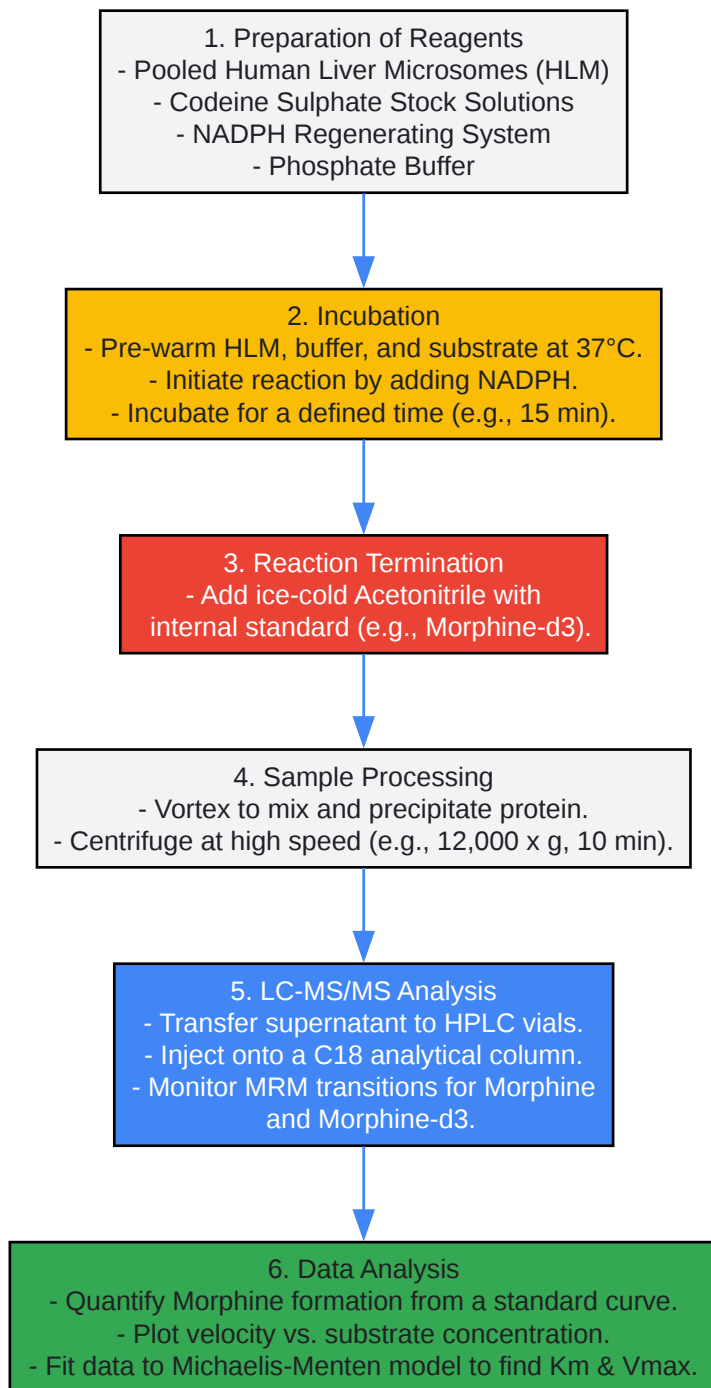 1. Preparation of Reagents
- Pooled Human Liver Microsomes (HLM)
- Codeine Sulphate Stock Solutions
- NADPH Regenerating System
- Phosphate Buffer
2. Incubation
- Pre-warm HLM, buffer, and substrate at 37°C.
- Initiate reaction by adding NADPH.
- Incubate for a defined time (e.g., 15 min).
3. Reaction Termination
- Add ice-cold Acetonitrile with
internal standard (e.g., Morphine-d3).
4. Sample Processing
- Vortex to mix and precipitate protein.
- Centrifuge at high speed (e.g., 12,000 x g, 10 min).
5. LC-MS/MS Analysis
- Transfer supernatant to HPLC vials.
- Inject onto a C18 analytical column.
- Monitor MRM transitions for Morphine
and Morphine-d3.
6. Data Analysis
- Quantify Morphine formation from a standard curve.
- Plot velocity vs. substrate concentration.
- Fit data to Michaelis-Menten model to find Km & Vmax.